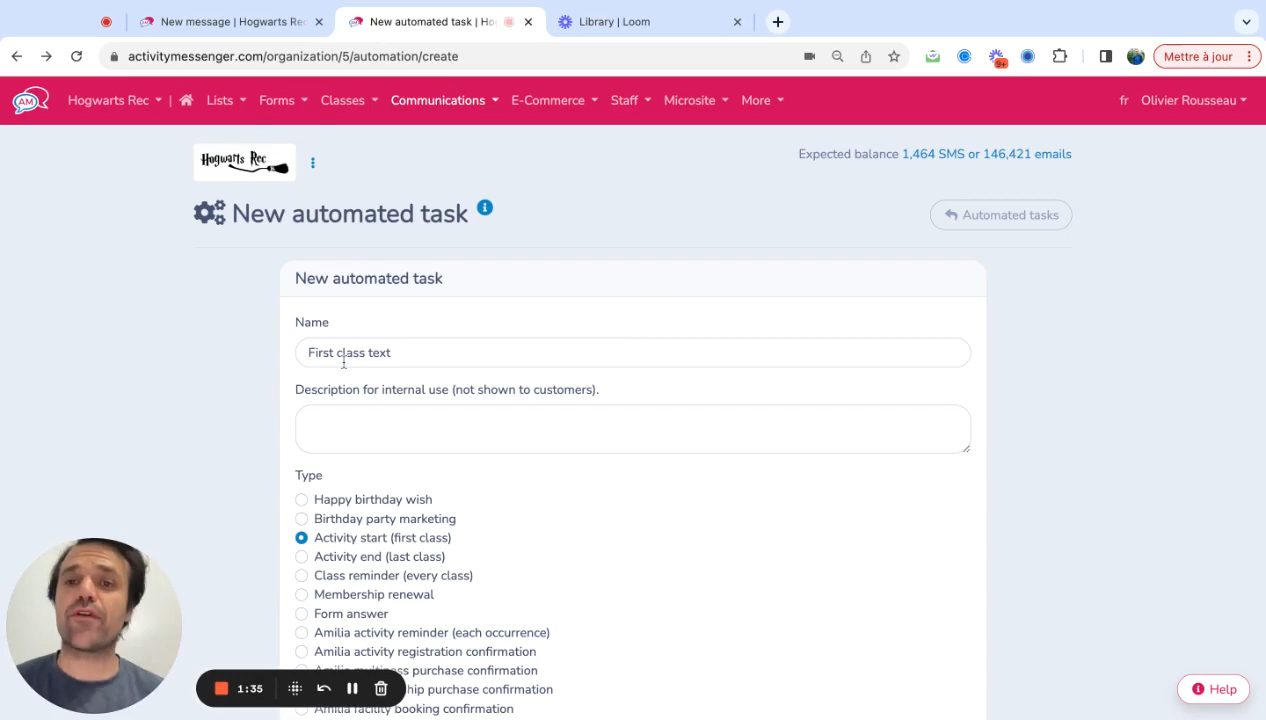 New message | Hogwarts Rec
New automated task | Ho
Library | Loom
activitymessenger.com/organization/5/automation/create
9+
Mettre à jour
AM
Hogwarts Rec
|
Lists
Forms
Classes
Communications
E-Commerce
Staff
Microsite
More
fr
Olivier Rousseau
Hogwarts Rec
Expected balance 1,464 SMS or 146,421 emails
New automated task
Automated tasks
New automated task
Name
First class text
Description for internal use (not shown to customers).
Type
Happy birthday wish
Birthday party marketing
Activity start (first class)
Activity end (last class)
Class reminder (every class)
Membership renewal
Form answer
Amilia activity reminder (each occurrence)
Amilia activity registration confirmation
purchase confirmation
hip purchase confirmation
Amilia facility booking confirmation
1:35
Help